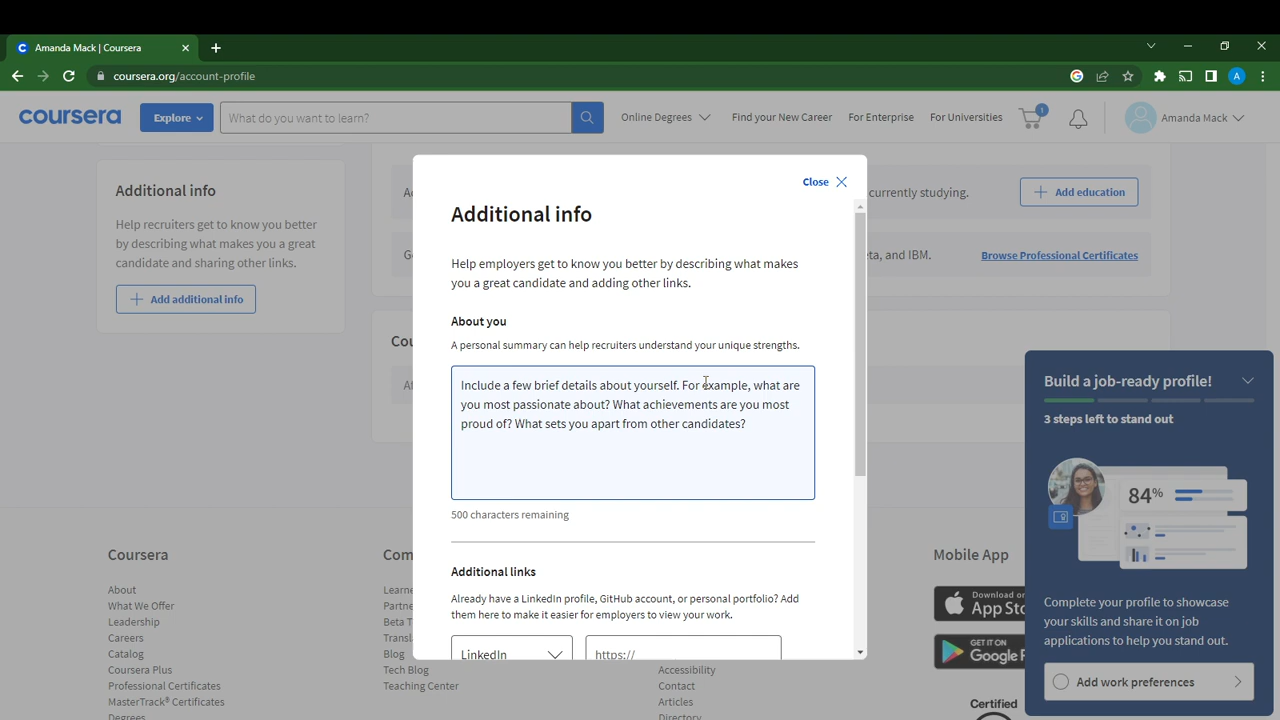 Amanda Mack | Coursera
coursera.org/account-profile
A
coursera
Explore
What do you want to learn?
Online Degrees
Find your New Career
For Enterprise
For Universities
1
Amanda Mack
Additional info
Help recruiters get to know you better
by describing what makes you a great
candidate and sharing other links.
Add additional info
currently studying.
Add education
and IBM.
Browse Professional Certificates
Close
Additional info
Help employers get to know you better by describing what makes
you a great candidate and adding other links.
About you
A personal summary can help recruiters understand your unique strengths.
Include a few brief details about yourself. For example, what are
you most passionate about? What achievements are you most
proud of? What sets you apart from other candidates?
500 characters remaining
Additional links
Already have a LinkedIn profile, GitHub account, or personal portfolio? Add
them here to make it easier for employers to view your work.
LinkedIn
https://
Build a job-ready profile!
3 steps left to stand out
84%
Complete your profile to showcase
your skills and share it on job
applications to help you stand out.
Add work preferences
Coursera
About
What We Offer
Leadership
Careers
Catalog
Coursera Plus
Professional Certificates
MasterTrack® Certificates
Degrees
Blog
Tech Blog
Teaching Center
Accessibility
Contact
Articles
Directory
Mobile App
Download on
GET IT ON
Google
Certified